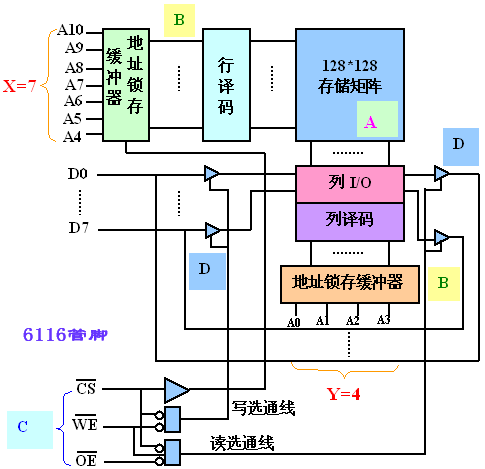 A10
A9
A8
A7
A6
A5
A4
X=7
缓冲器
地址锁存
B
行译码
128*128
存储矩阵
A
D
D0
D7
列 I/O
列译码
D
B
地址锁存缓冲器
A0
A1
A2
A3
6116管脚
Y=4
C
CS
WE
OE
写选通线
读选通线